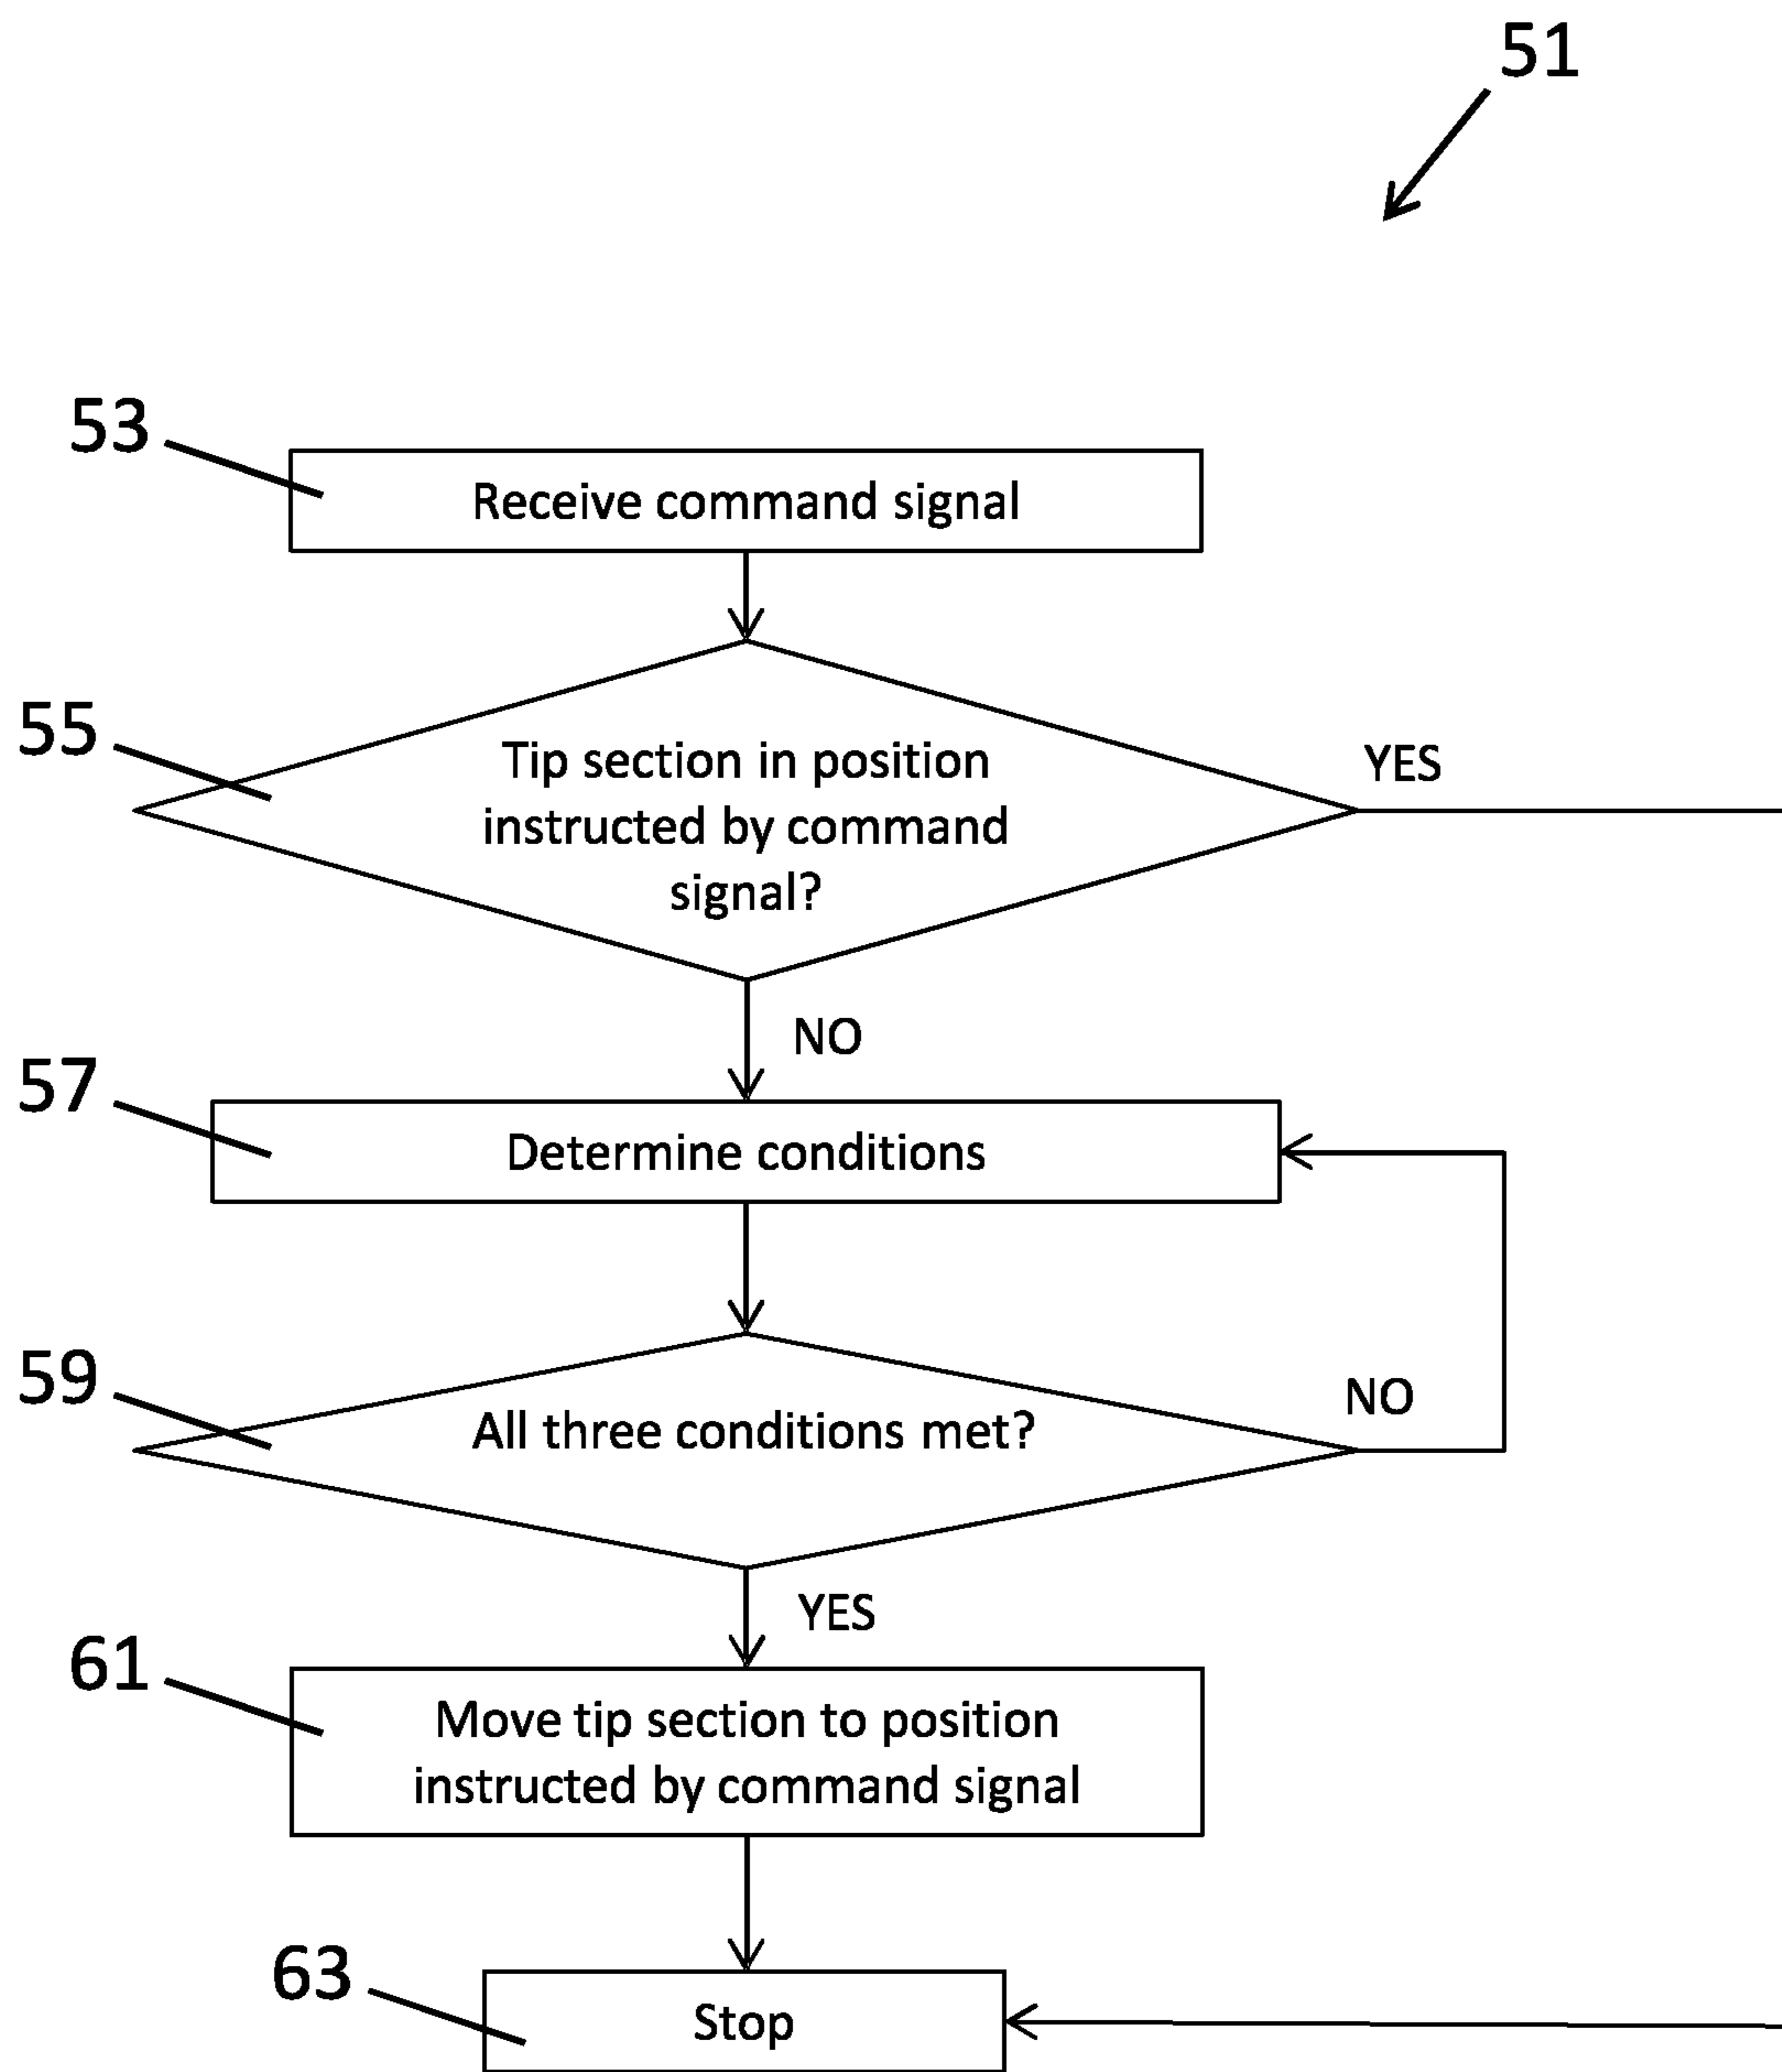 51
53
Receive command signal
55
Tip section in position
instructed by command
signal?
YES
NO
57
Determine conditions
59
All three conditions met?
NO
YES
61
Move tip section to position
instructed by command signal
63
Stop